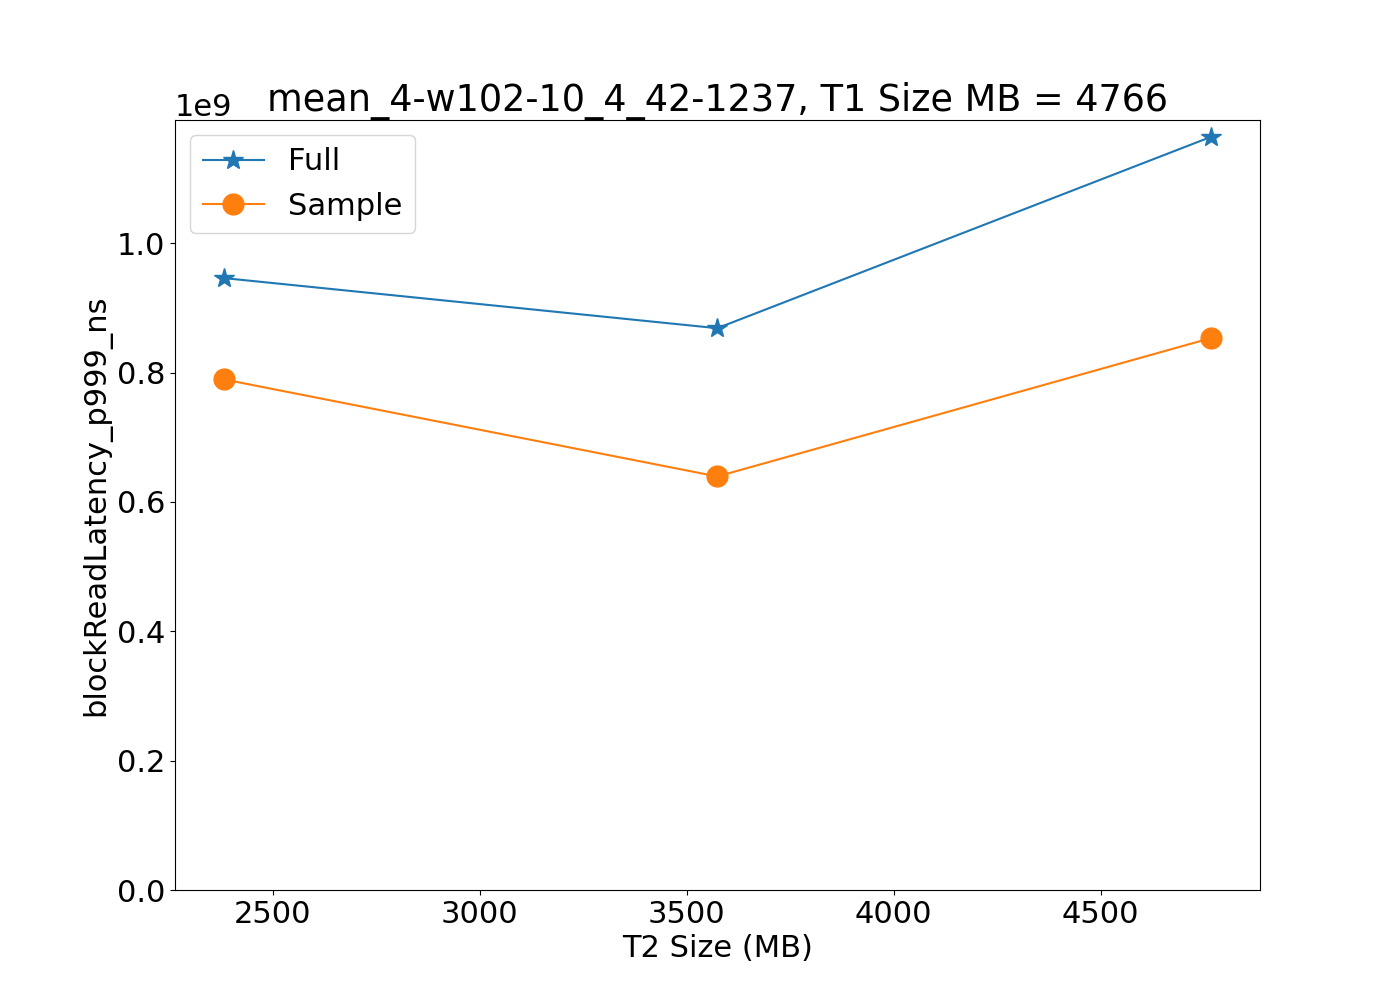 1e9
mean_4-w102-10_4_42-1237, T1 Size MB = 4766
Full
Sample
1.0
0.8
0.6
0.4
0.2
0.0
blockReadLatency_p999_ns
2500 3000 3500 4000 4500
T2 Size (MB)